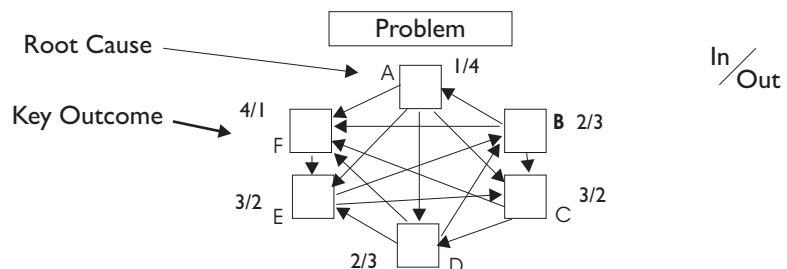 Problem
Root Cause
In/Out
A 1/4
Key Outcome
4/1
F
B 2/3
3/2
E
3/2
C
2/3
D